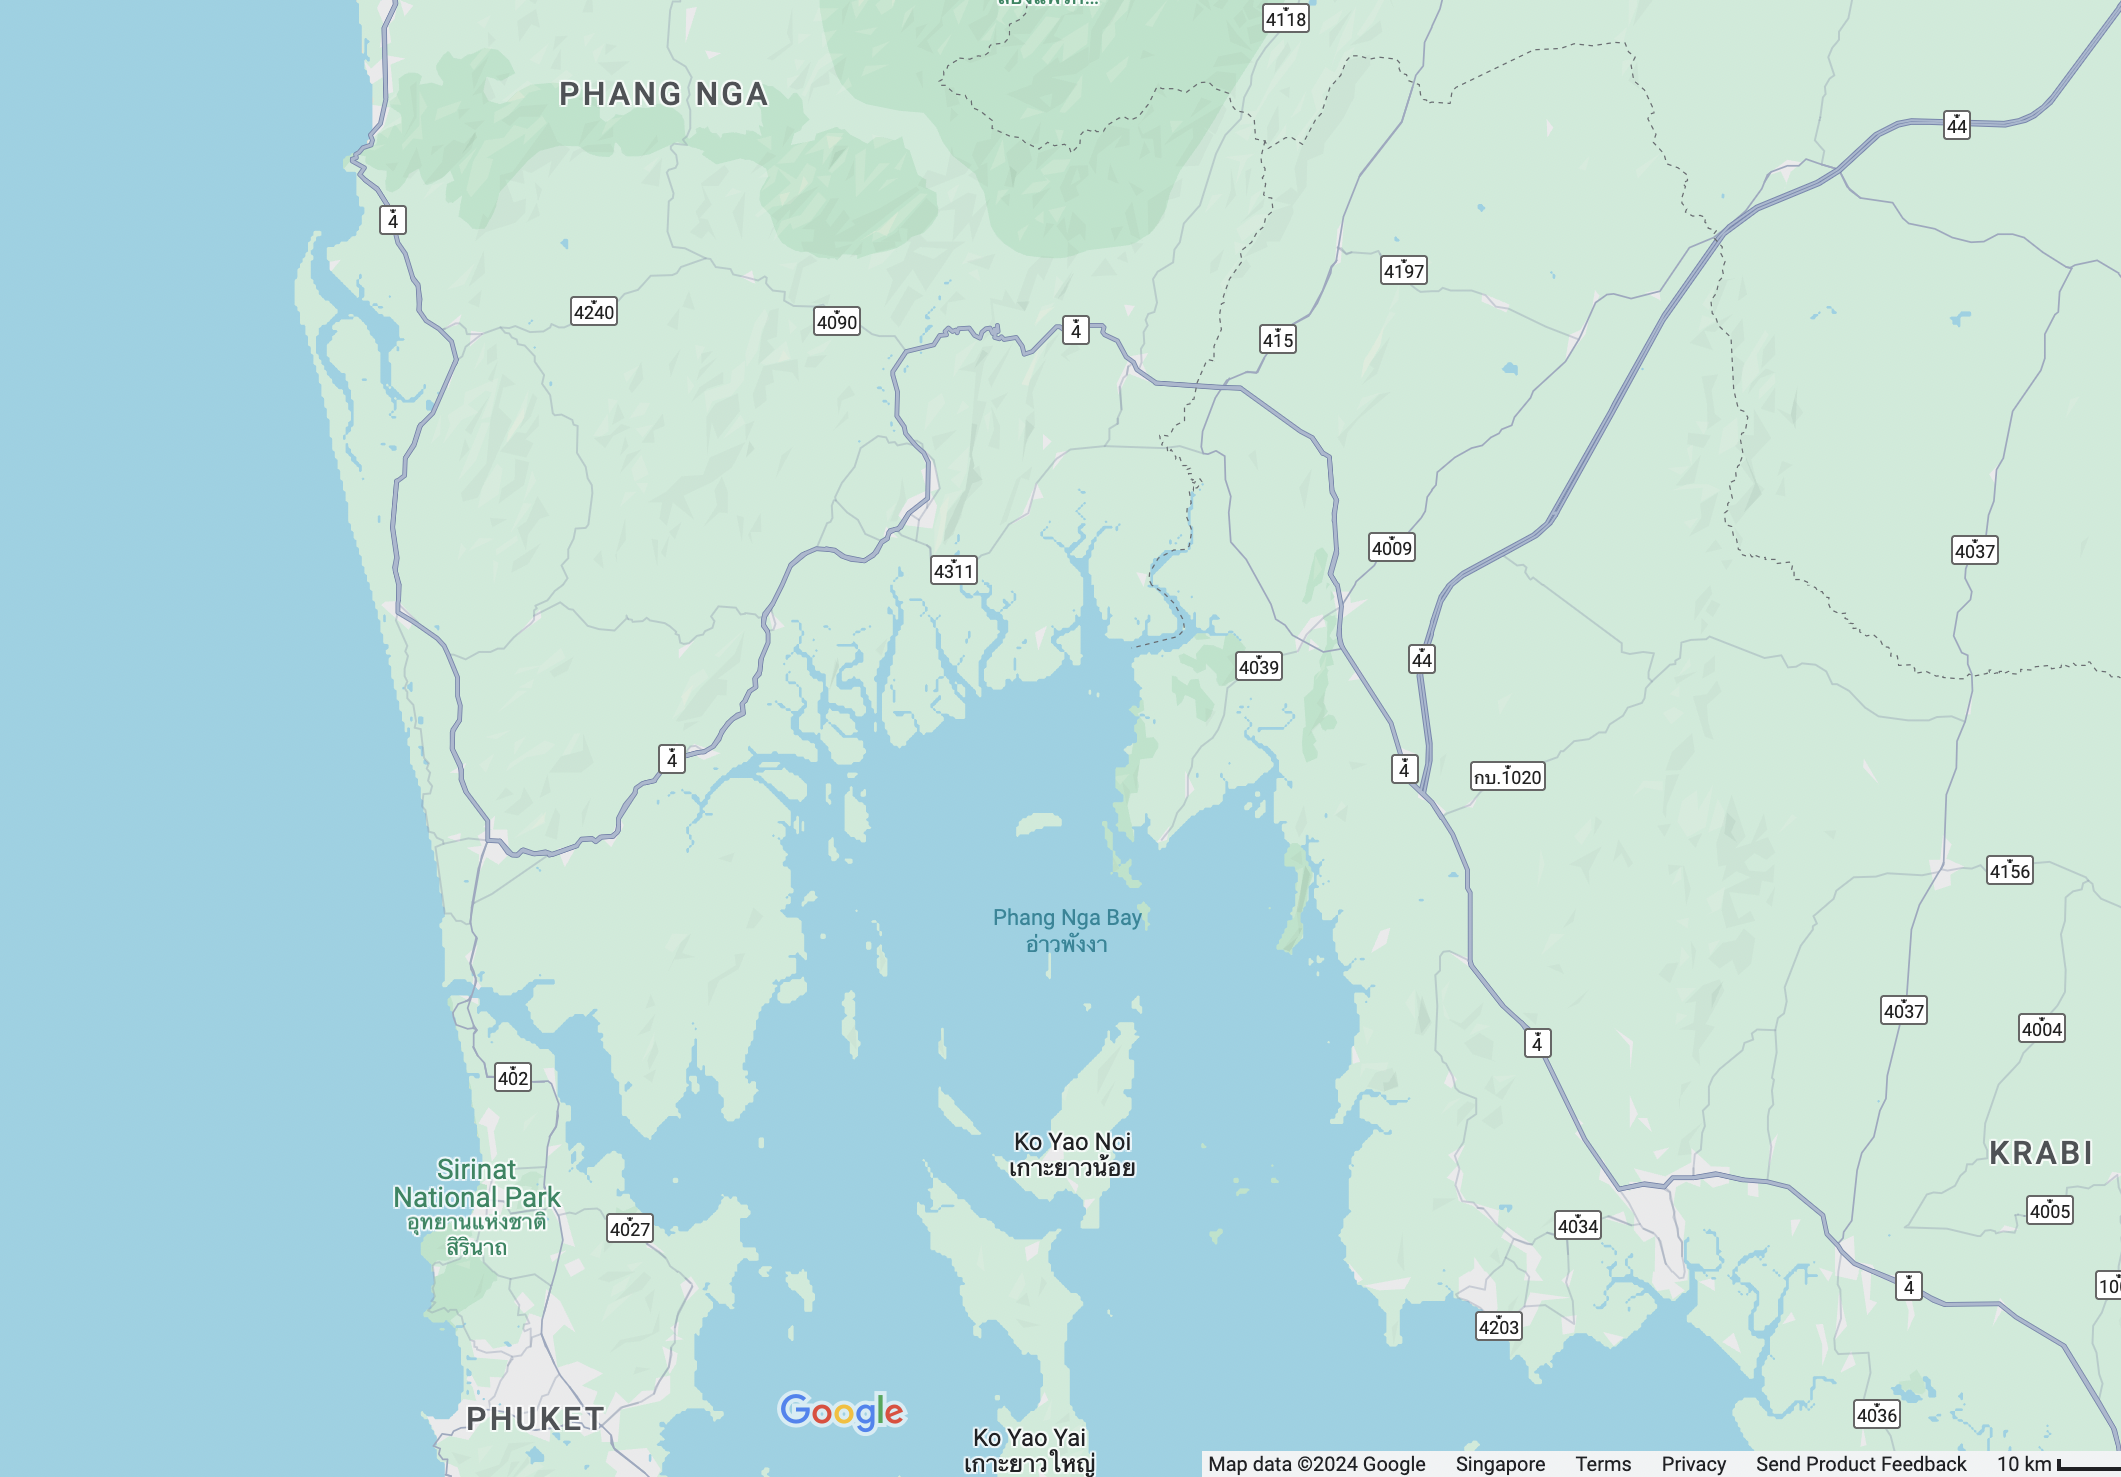 4118
PHANG NGA
44
4
4197
4240
4090
4
415
4009
4037
4311
44
4039
4
4
กบ.1020
4156
Phang Nga Bay
อ่าวพังงา
4037
4004
4
402
Ko Yao Noi
เกาะยาวน้อย
KRABI
Sirinat
National Park
อุทยานแห่งชาติ
สิรินาถ
4005
4034
4027
4
4203
PHUKET
Google
4036
Ko Yao Yai
เกาะยาวใหญ่
Map data ©2024 Google Singapore Terms Privacy Send Product Feedback 10 km